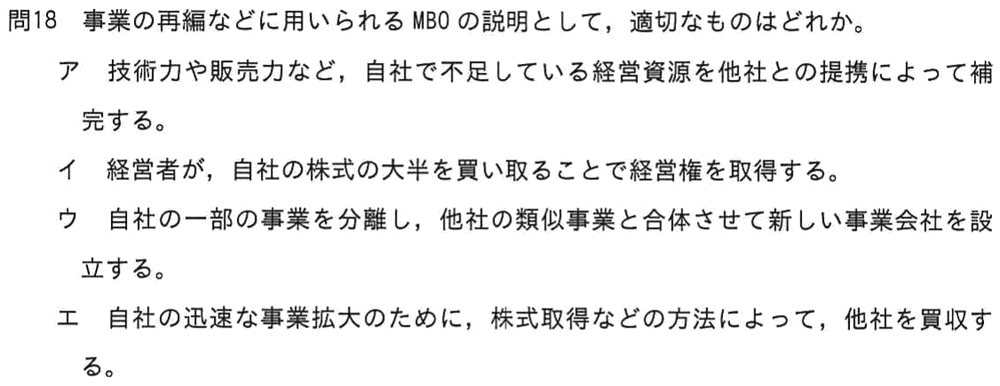 問18 事業の再編などに用いられる MBO の説明として，適切なものはどれか。
ア 技術力や販売力など，自社で不足している経営資源を他社との提携によって補
完する。
イ 経営者が，自社の株式の大半を買い取ることで経営権を取得する。
ウ 自社の一部の事業を分離し，他社の類似事業と合体させて新しい事業会社を設
立する。
エ 自社の迅速な事業拡大のために，株式取得などの方法によって，他社を買収す
る。